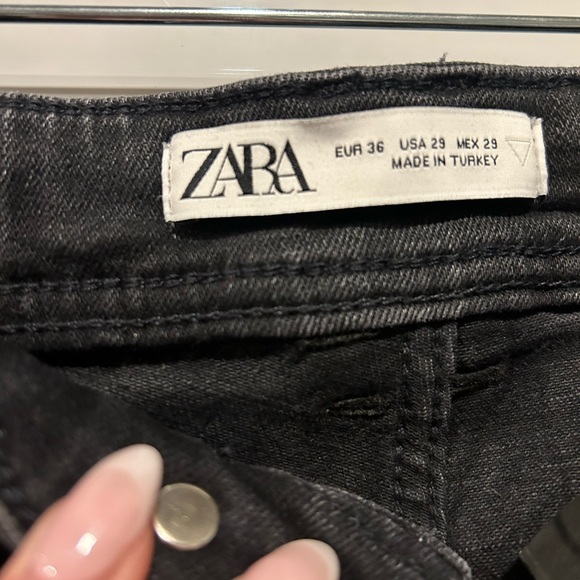 ZARA
EUR 36 USA 29 MEX 29
MADE IN TURKEY